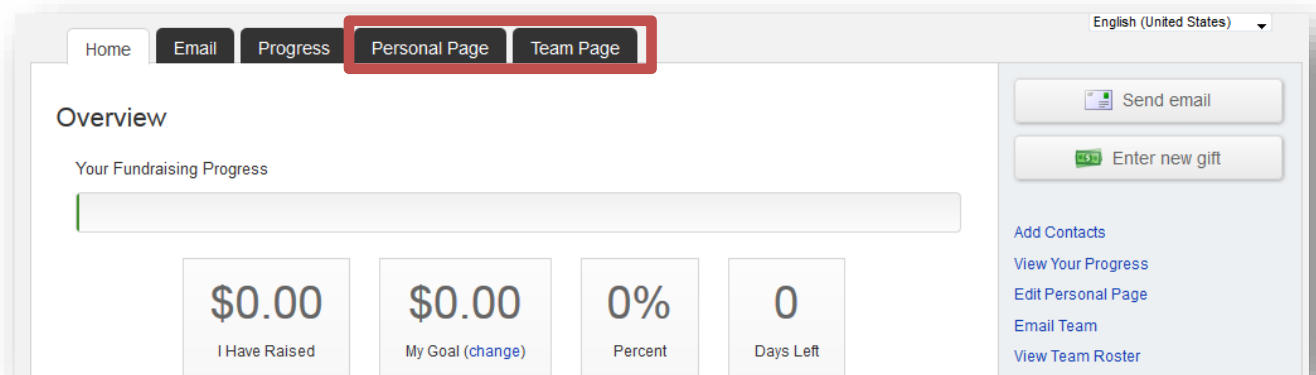 English (United States)
Home Email Progress Personal Page Team Page
Send email
Overview
Enter new gift
Your Fundraising Progress
Add Contacts
View Your Progress
Edit Personal Page
Email Team
View Team Roster
$0.00 $0.00 0% 0
I Have Raised My Goal (change) Percent Days Left